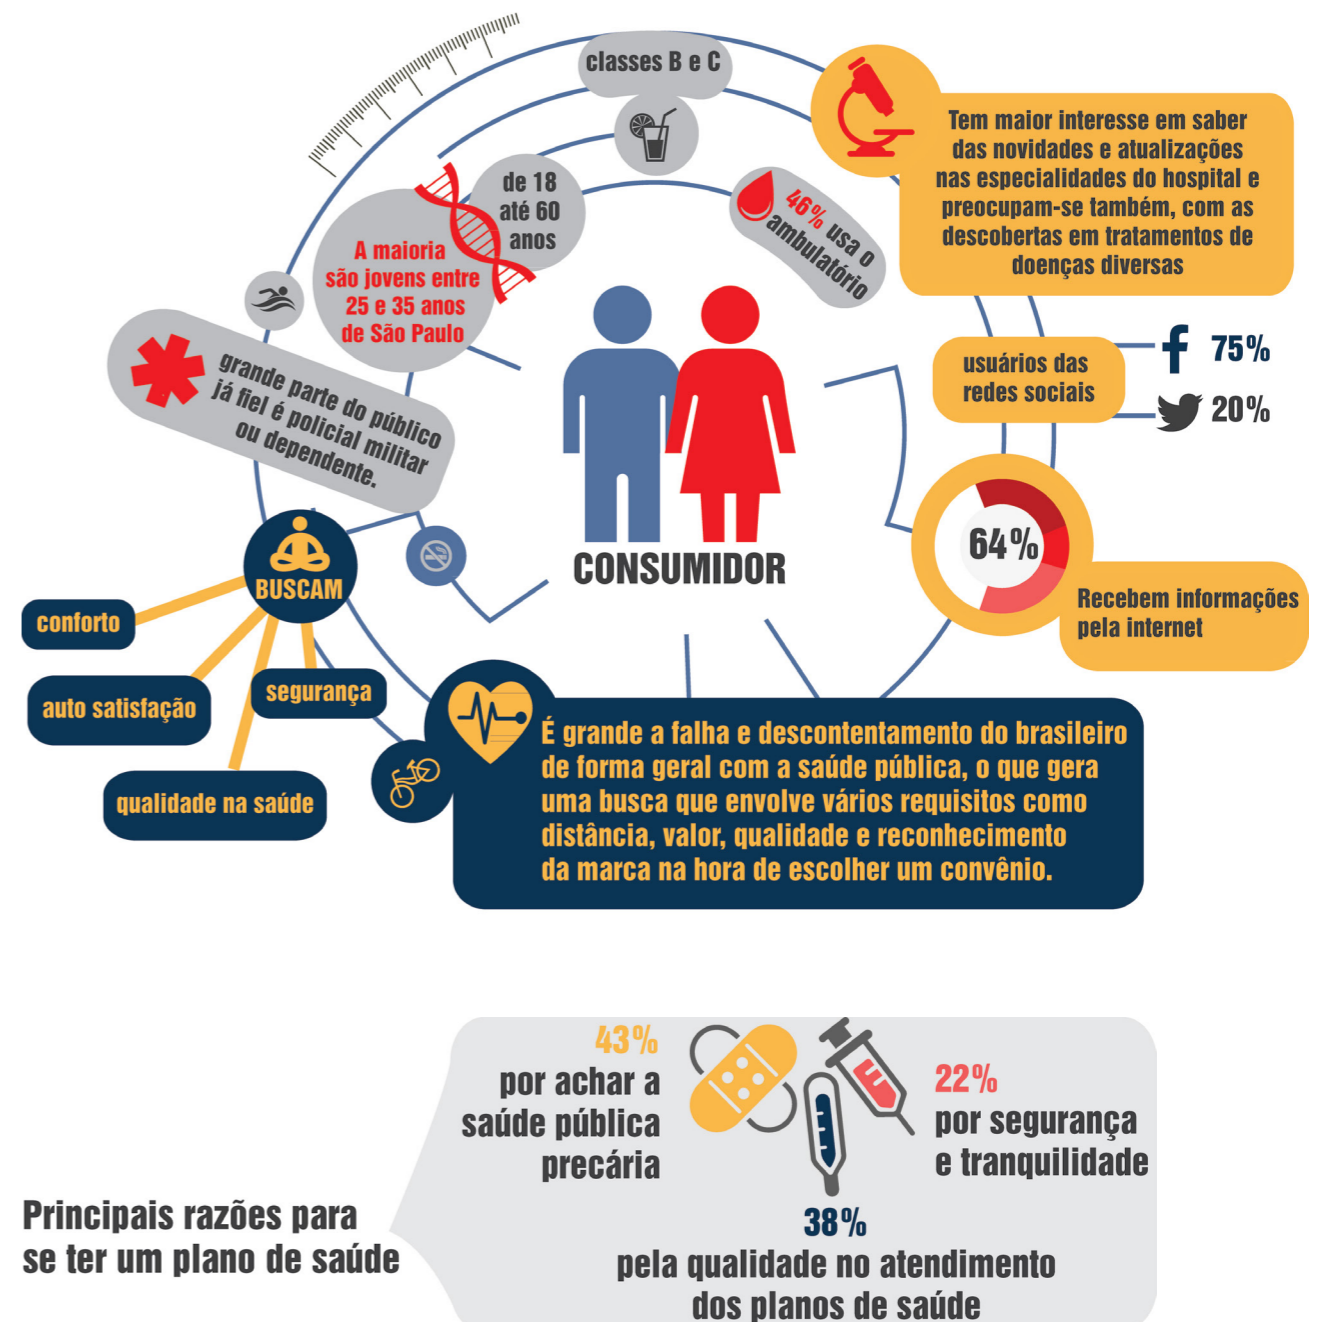 classes B e C
de 18
até 60
anos
A maioria
são jovens entre
25 e 35 anos
de São Paulo
46% usa o
ambulatório
Tem maior interesse em saber
das novidades e atualizações
nas especialidades do hospital e
preocupam-se também, com as
descobertas em tratamentos de
doenças diversas
grande parte do público
já fiel é policial militar
ou dependente.
usuários das
redes sociais
75%
20%
64%
Recebem informações
pela internet
CONSUMIDOR
BUSCAM
conforto
auto satisfação
segurança
qualidade na saúde
É grande a falha e descontentamento do brasileiro
de forma geral com a saúde pública, o que gera
uma busca que envolve vários requisitos como
distância, valor, qualidade e reconhecimento
da marca na hora de escolher um convênio.
Principais razões para
se ter um plano de saúde
43%
por achar a
saúde pública
precária
22%
por segurança
e tranquilidade
38%
pela qualidade no atendimento
dos planos de saúde